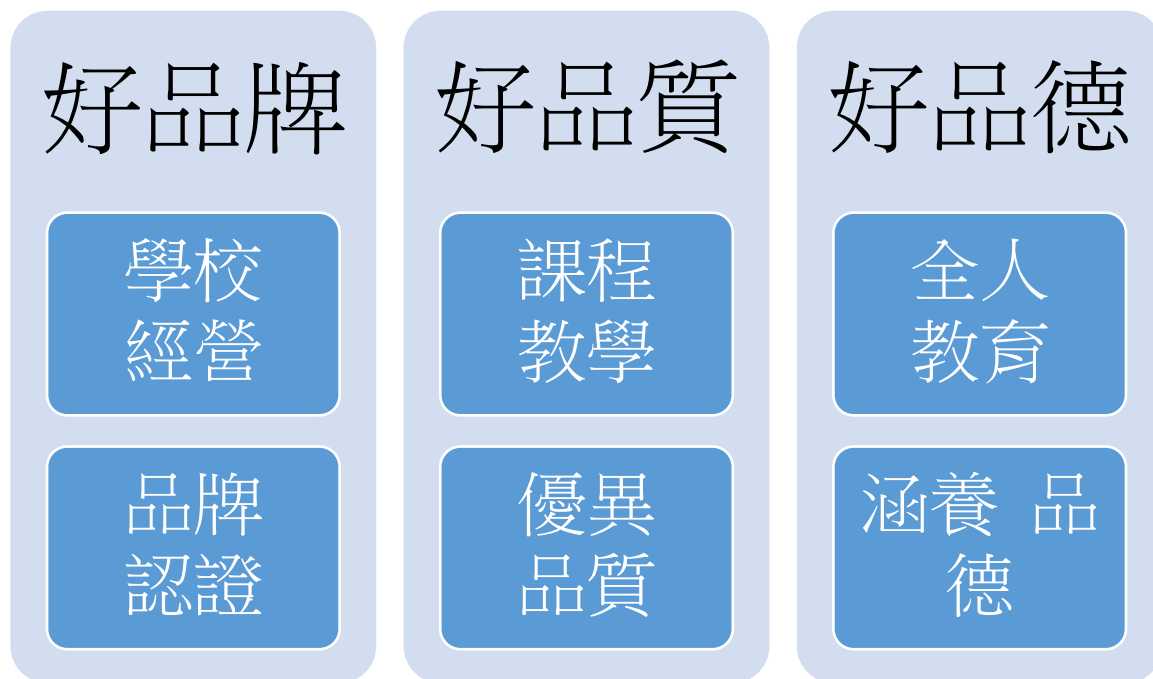 好品牌
學校
經營
品牌
認證
好品質
課程
教學
優異
品質
好品德
全人
教育
涵養 品
德